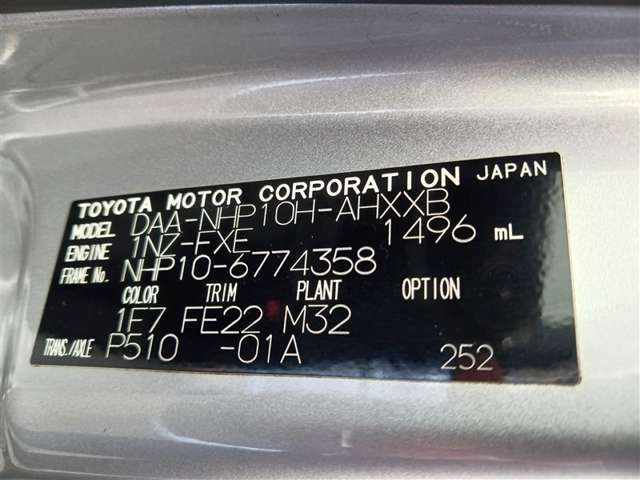 TOYOTA MOTOR CORPORATION JAPAN
MODEL DAA-NHP10H-AHXXB
ENGINE 1NZ-FXE 1496 mL
FRAME No. NHP10-6774358
COLOR TRIM PLANT OPTION
1F7 FE22 M32
TRANS./AXLE P510 -01A 252